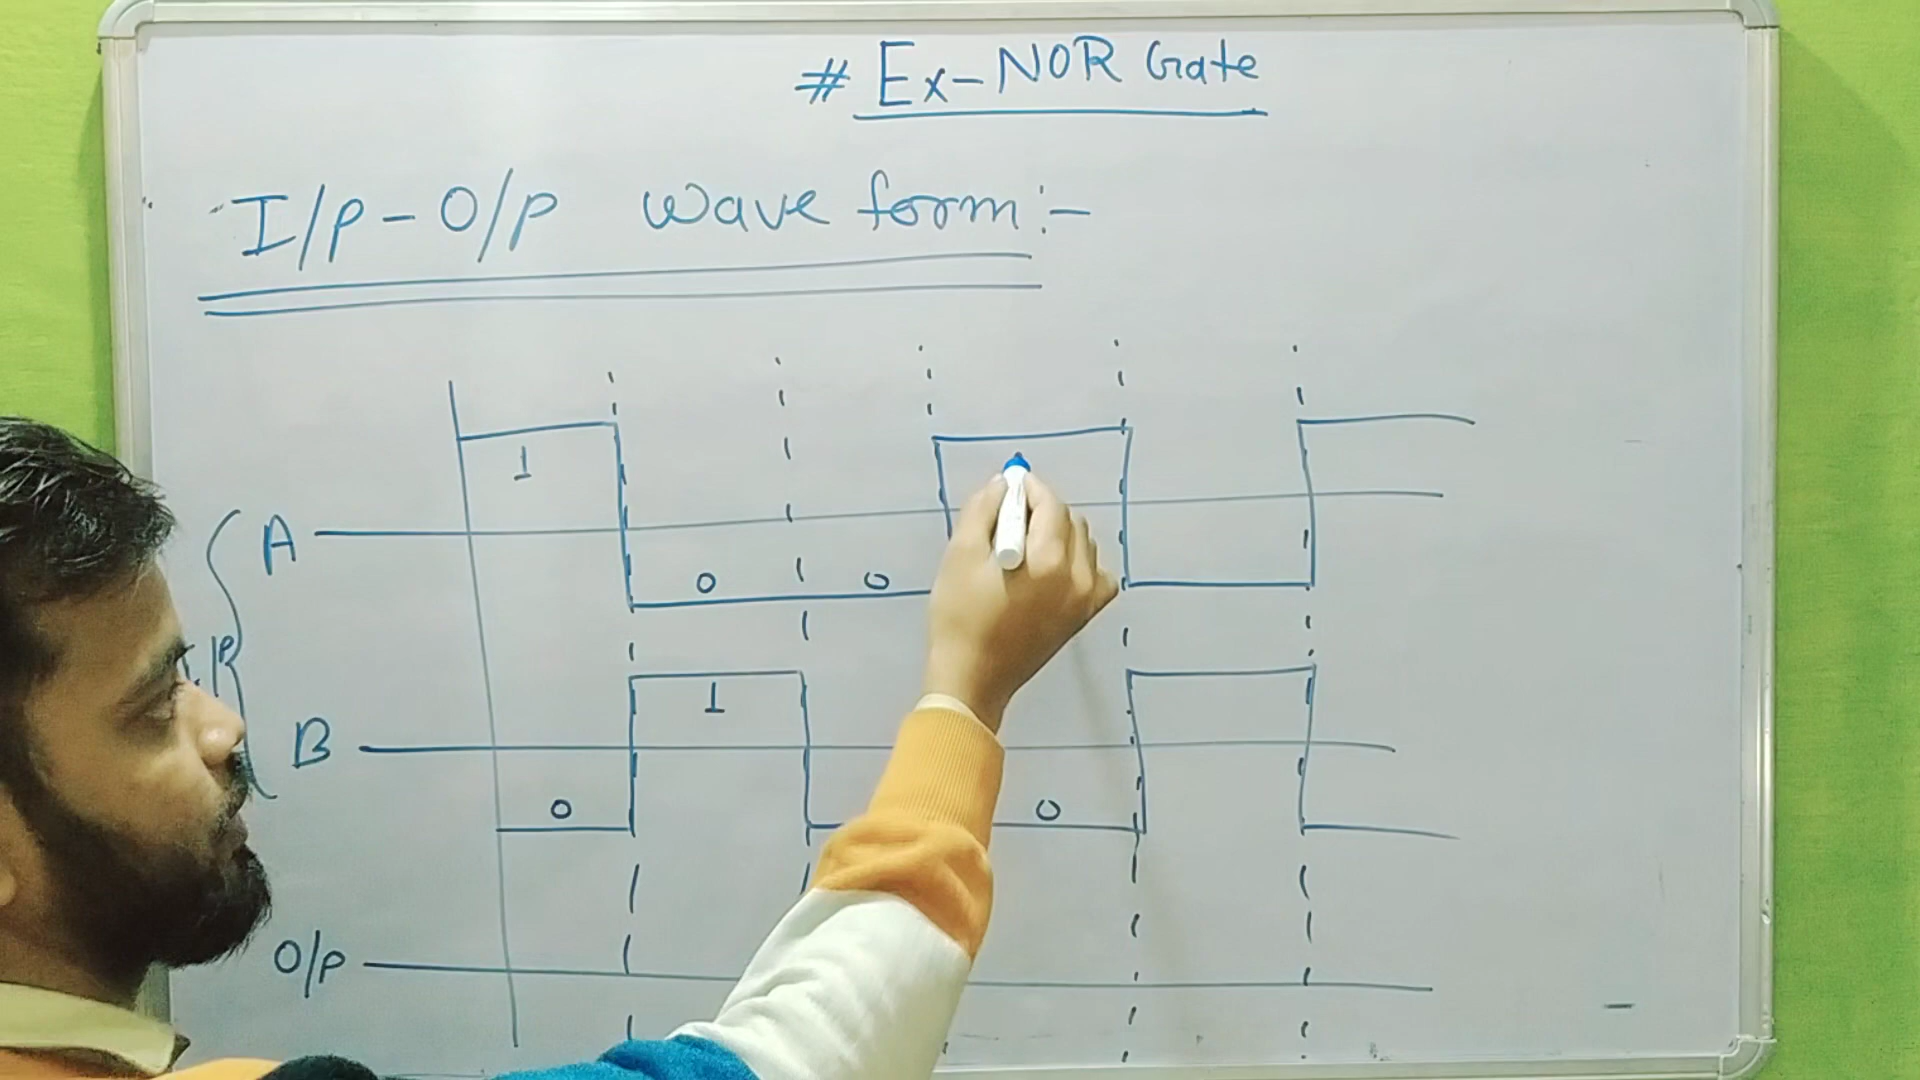 # Ex-NOR Gate
I/p - O/p wave form :-
1
A
0 0
1
B
0 0
O/p